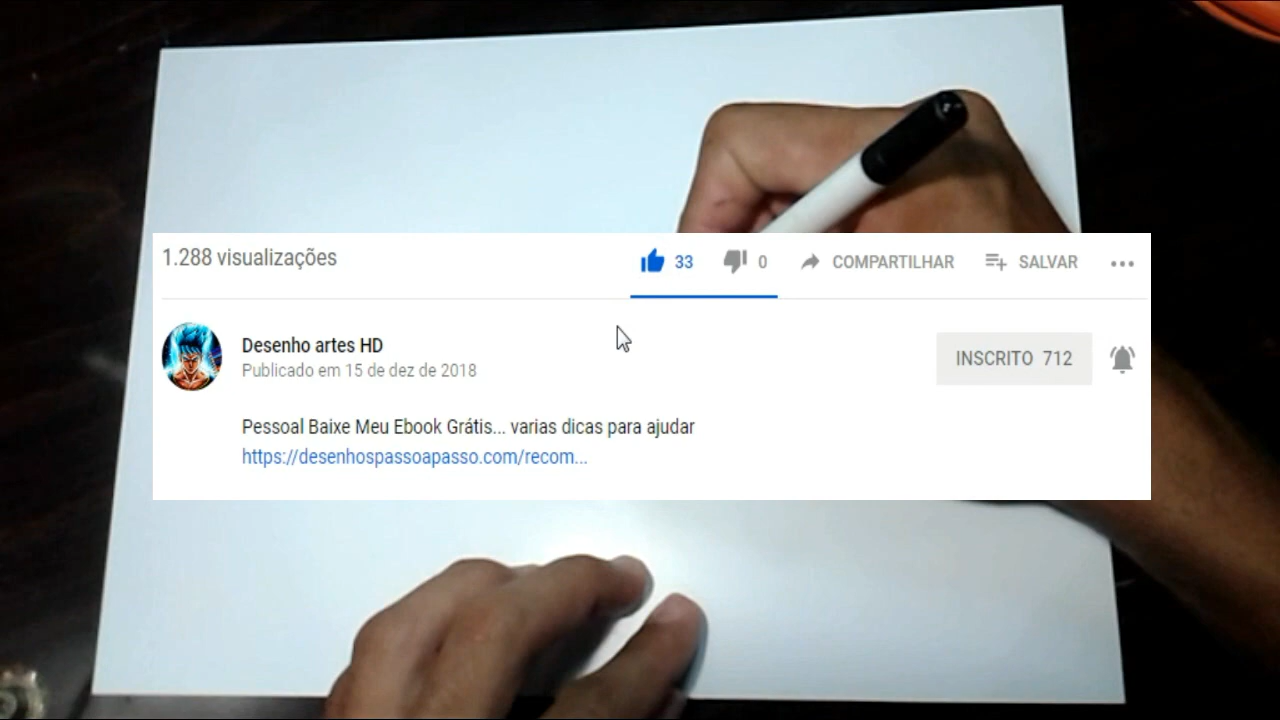 1.288 visualizações
33
0
COMPARTILHAR
SALVAR
Desenho artes HD
Publicado em 15 de dez de 2018
INSCRITO 712
Pessoal Baixe Meu Ebook Grátis... varias dicas para ajudar
https://desenhospassoapasso.com/recom...